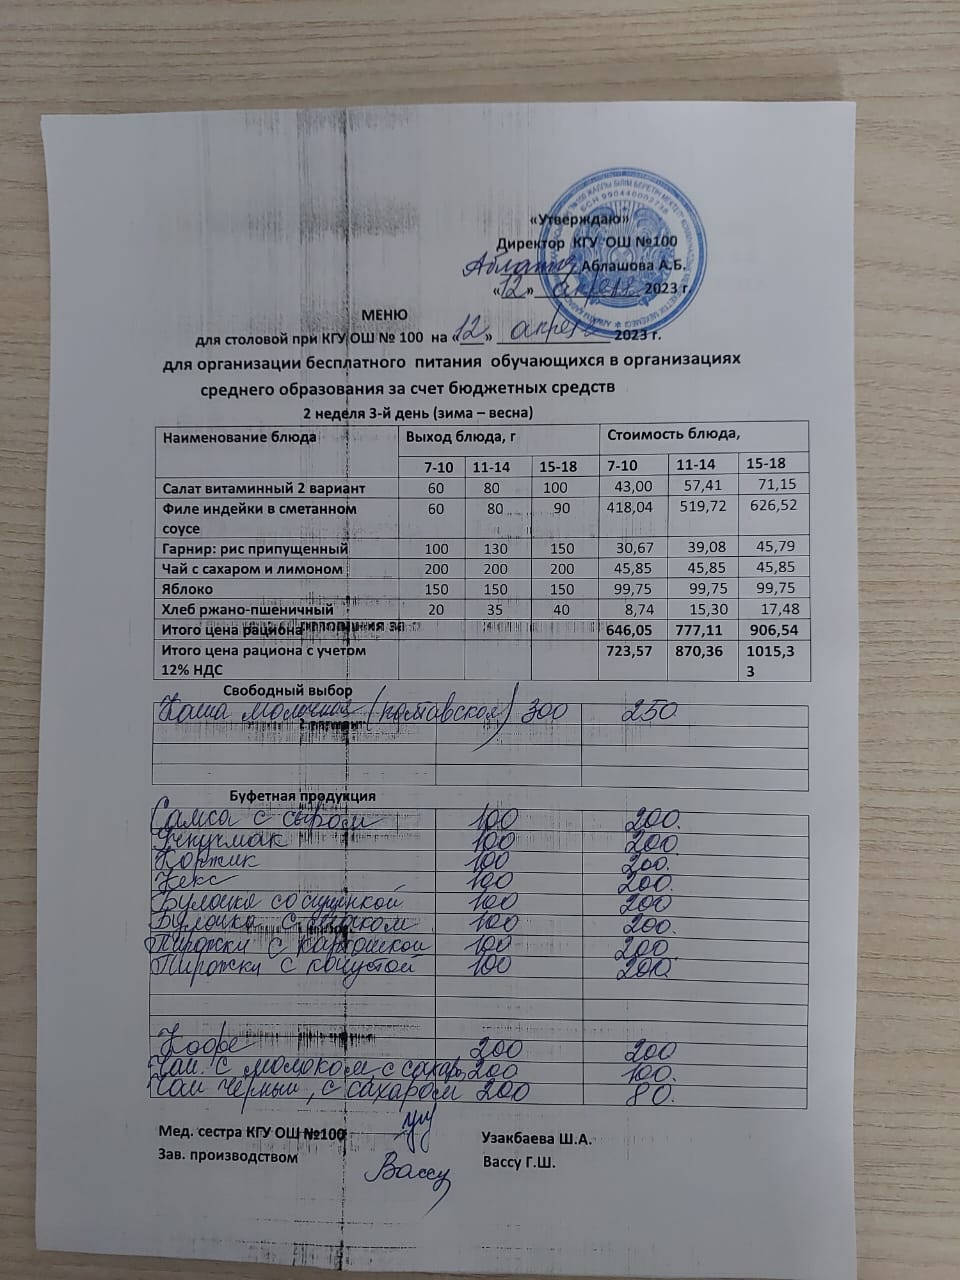 «Утверждаю»
Директор КГУ ОШ №100
Аблашова А.Б.
«12» апреля 2023 г.
МЕНЮ
для столовой при КГУ ОШ № 100 на «12» апреля 2023 г.
для организации бесплатного питания обучающихся в организациях
среднего образования за счет бюджетных средств
2 неделя 3-й день (зима – весна)
Наименование блюда Выход блюда, г Стоимость блюда,
7-10 11-14 15-18 7-10 11-14 15-18
Салат витаминный 2 вариант 60 80 100 43,00 57,41 71,15
Филе индейки в сметанном 60 80 90 418,04 519,72 626,52
соусе
Гарнир: рис припущенный 100 130 150 30,67 39,08 45,79
Чай с сахаром и лимоном 200 200 200 45,85 45,85 45,85
Яблоко 150 150 150 99,75 99,75 99,75
Хлеб ржано-пшеничный 20 35 40 8,74 15,30 17,48
Итого цена рациона 646,05 777,11 906,54
Итого цена рациона с учетом 723,57 870,36 1015,3
12% НДС 3
Свободный выбор
Каша молочная (полтавская) 300 250
Буфетная продукция
Самса с сыром 100 200.
Учпучмак 100 200
Коржик 100 200.
Кекс 100 200.
Булочка со сгущенкой 100 200
Булочка с маком 100 200.
Пирожки с картошкой 100 200
Пирожки с капустой 100 200.
Кофе 200 200
Чай с молоком с сахар 200 100.
Чай черный, с сахаром 200 80.
Мед. сестра КГУ ОШ №100 Узакбаева Ш.А.
Зав. производством Вассу Вассу Г.Ш.